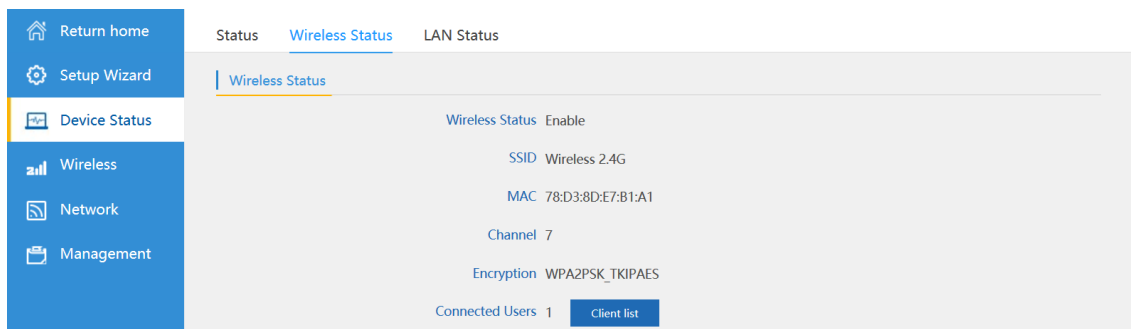 Return home
Setup Wizard
Device Status
Wireless
Network
Management
Status Wireless Status LAN Status
Wireless Status
Wireless Status Enable
SSID Wireless 2.4G
MAC 78:D3:8D:E7:B1:A1
Channel 7
Encryption WPA2PSK_TKIPAES
Connected Users 1 Client list